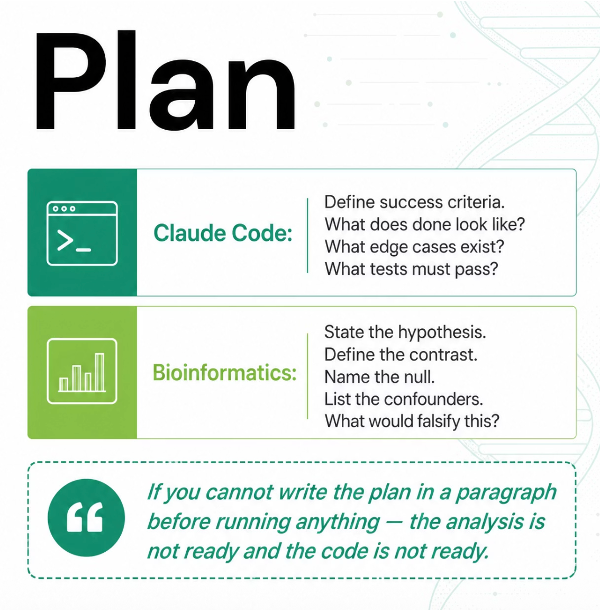 Plan
Claude Code:
Define success criteria.
What does done look like?
What edge cases exist?
What tests must pass?
Bioinformatics:
State the hypothesis.
Define the contrast.
Name the null.
List the confounders.
What would falsify this?
If you cannot write the plan in a paragraph
before running anything — the analysis is
not ready and the code is not ready.